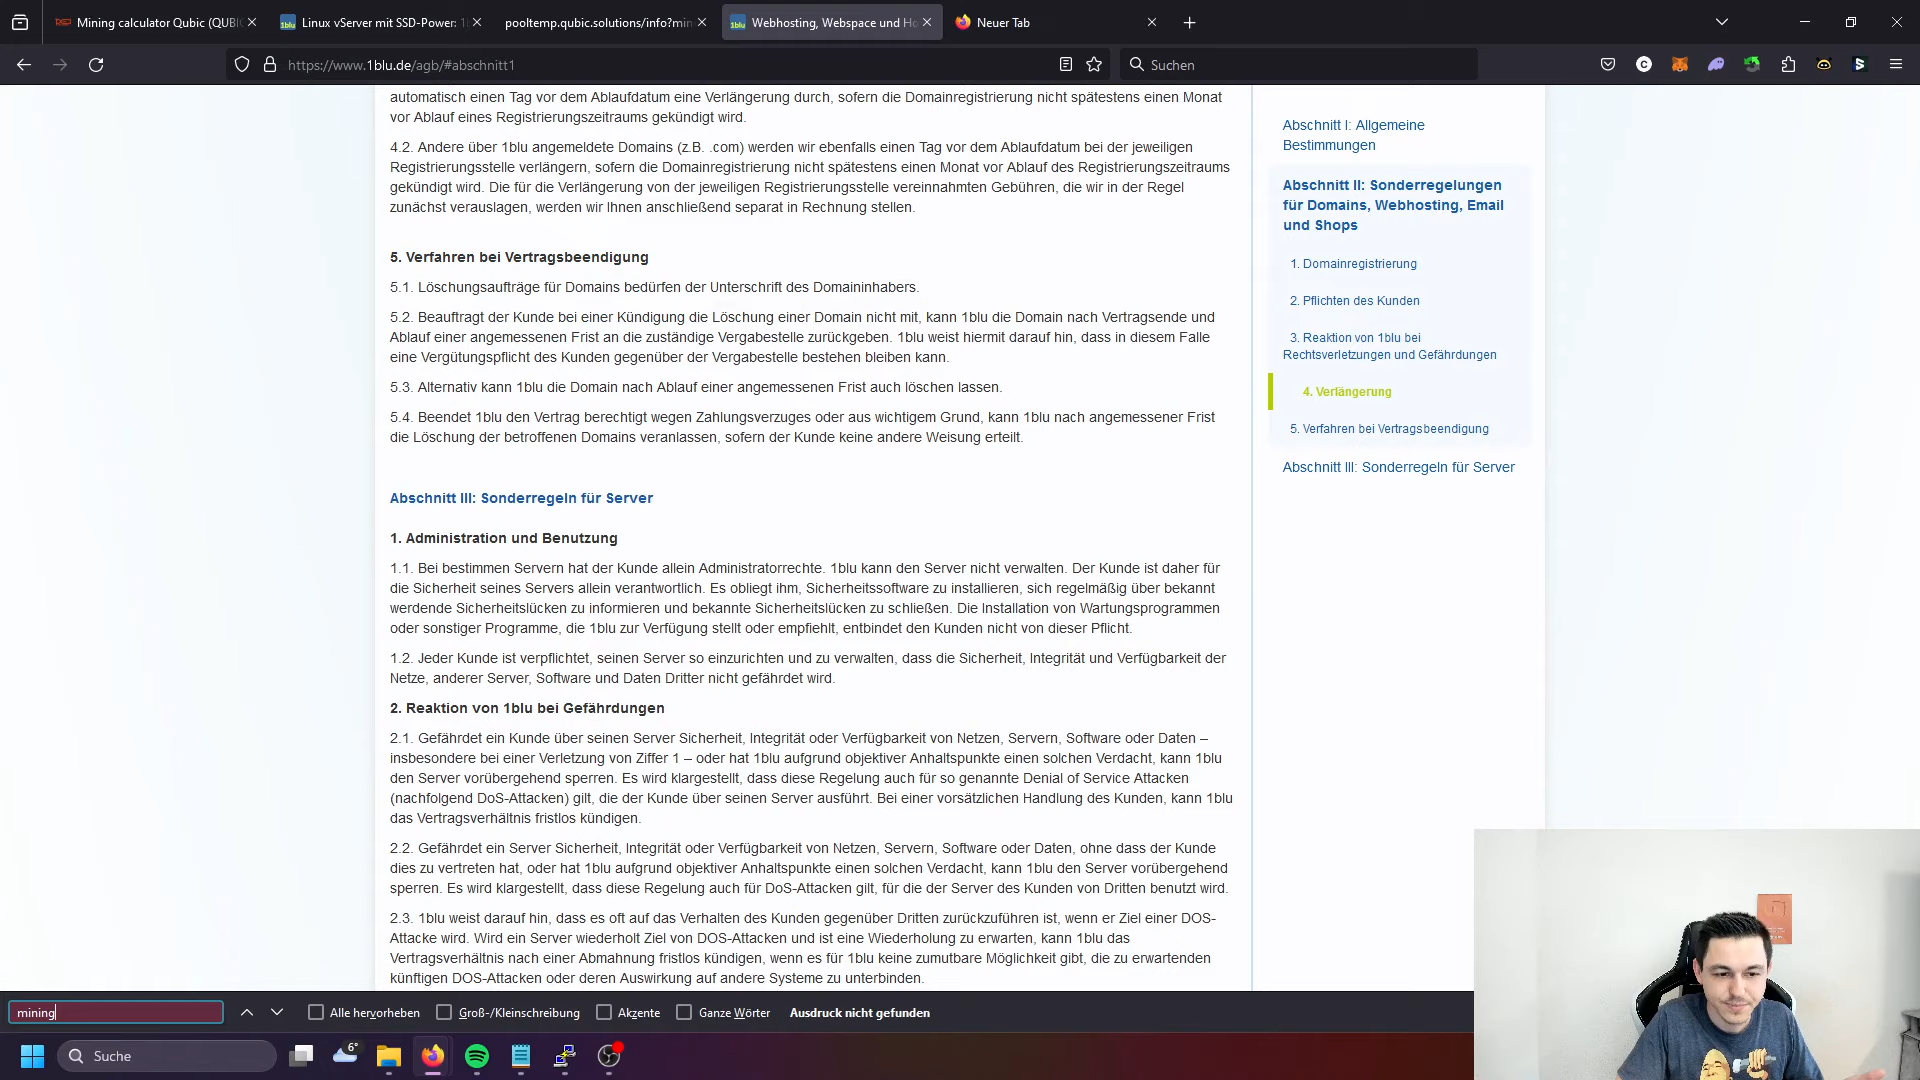 Mining calculator Qubic (QUBIC
Linux vServer mit SSD-Power: 1
pooltemp.qubic.solutions/info?min
Webhosting, Webspace und Ho
Neuer Tab
https://www.1blu.de/agb/#abschnitt1
Suchen
automatisch einen Tag vor dem Ablaufdatum eine Verlängerung durch, sofern die Domainregistrierung nicht spätestens einen Monat
vor Ablauf eines Registrierungszeitraums gekündigt wird.
4.2. Andere über 1blu angemeldete Domains (z.B. .com) werden wir ebenfalls einen Tag vor dem Ablaufdatum bei der jeweiligen
Registrierungsstelle verlängern, sofern die Domainregistrierung nicht spätestens einen Monat vor Ablauf des Registrierungszeitraums
gekündigt wird. Die für die Verlängerung von der jeweiligen Registrierungsstelle vereinnahmten Gebühren, die wir in der Regel
zunächst verauslagen, werden wir Ihnen anschließend separat in Rechnung stellen.
5. Verfahren bei Vertragsbeendigung
5.1. Löschungsaufträge für Domains bedürfen der Unterschrift des Domaininhabers.
5.2. Beauftragt der Kunde bei einer Kündigung die Löschung einer Domain nicht mit, kann 1blu die Domain nach Vertragsende und
Ablauf einer angemessenen Frist an die zuständige Vergabestelle zurückgeben. 1blu weist hiermit darauf hin, dass in diesem Falle
eine Vergütungspflicht des Kunden gegenüber der Vergabestelle bestehen bleiben kann.
5.3. Alternativ kann 1blu die Domain nach Ablauf einer angemessenen Frist auch löschen lassen.
5.4. Beendet 1blu den Vertrag berechtigt wegen Zahlungsverzuges oder aus wichtigem Grund, kann 1blu nach angemessener Frist
die Löschung der betroffenen Domains veranlassen, sofern der Kunde keine andere Weisung erteilt.
Abschnitt III: Sonderregeln für Server
1. Administration und Benutzung
1.1. Bei bestimmen Servern hat der Kunde allein Administratorrechte. 1blu kann den Server nicht verwalten. Der Kunde ist daher für
die Sicherheit seines Servers allein verantwortlich. Es obliegt ihm, Sicherheitssoftware zu installieren, sich regelmäßig über bekannt
werdende Sicherheitslücken zu informieren und bekannte Sicherheitslücken zu schließen. Die Installation von Wartungsprogrammen
oder sonstiger Programme, die 1blu zur Verfügung stellt oder empfiehlt, entbindet den Kunden nicht von dieser Pflicht.
1.2. Jeder Kunde ist verpflichtet, seinen Server so einzurichten und zu verwalten, dass die Sicherheit, Integrität und Verfügbarkeit der
Netze, anderer Server, Software und Daten Dritter nicht gefährdet wird.
2. Reaktion von 1blu bei Gefährdungen
2.1. Gefährdet ein Kunde über seinen Server Sicherheit, Integrität oder Verfügbarkeit von Netzen, Servern, Software oder Daten –
insbesondere bei einer Verletzung von Ziffer 1 – oder hat 1blu aufgrund objektiver Anhaltspunkte einen solchen Verdacht, kann 1blu
den Server vorübergehend sperren. Es wird klargestellt, dass diese Regelung auch für so genannte Denial of Service Attacken
(nachfolgend DoS-Attacken) gilt, die der Kunde über seinen Server ausführt. Bei einer vorsätzlichen Handlung des Kunden, kann 1blu
das Vertragsverhältnis fristlos kündigen.
2.2. Gefährdet ein Server Sicherheit, Integrität oder Verfügbarkeit von Netzen, Servern, Software oder Daten, ohne dass der Kunde
dies zu vertreten hat, oder hat 1blu aufgrund objektiver Anhaltspunkte einen solchen Verdacht, kann 1blu den Server vorübergehend
sperren. Es wird klargestellt, dass diese Regelung auch für DoS-Attacken gilt, für die der Server des Kunden von Dritten benutzt wird.
2.3. 1blu weist darauf hin, dass es oft auf das Verhalten des Kunden gegenüber Dritten zurückzuführen ist, wenn er Ziel einer DOS-
Attacke wird. Wird ein Server wiederholt Ziel von DOS-Attacken und ist eine Wiederholung zu erwarten, kann 1blu das
Vertragsverhältnis nach einer Abmahnung fristlos kündigen, wenn es für 1blu keine zumutbare Möglichkeit gibt, die zu erwartenden
künftigen DOS-Attacken oder deren Auswirkung auf andere Systeme zu unterbinden.
Abschnitt I: Allgemeine
Bestimmungen
Abschnitt II: Sonderregelungen
für Domains, Webhosting, Email
und Shops
1. Domainregistrierung
2. Pflichten des Kunden
3. Reaktion von 1blu bei
Rechtsverletzungen und Gefährdungen
4. Verlängerung
5. Verfahren bei Vertragsbeendigung
Abschnitt III: Sonderregeln für Server
mining
Alle hervorheben
Groß-/Kleinschreibung
Akzente
Ganze Wörter
Ausdruck nicht gefunden
Suche
6°